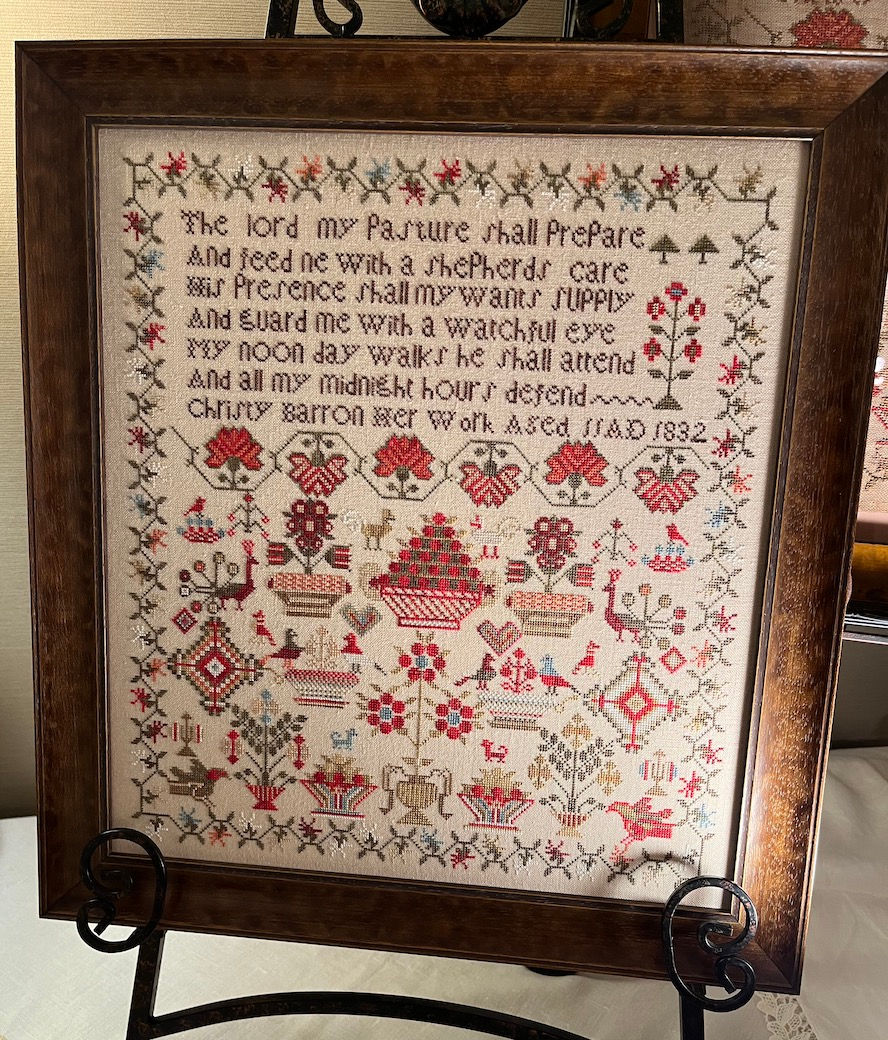 The lord my Pasture shall PrePare
And feed ne with a shePherds care
His Presence shall my wants SUPPLy
And Guard me with a watchful eye
My noon day walks he shall attend
And all my midnight hours defend
Christy Barron Her Work Aged 11 AD 1832